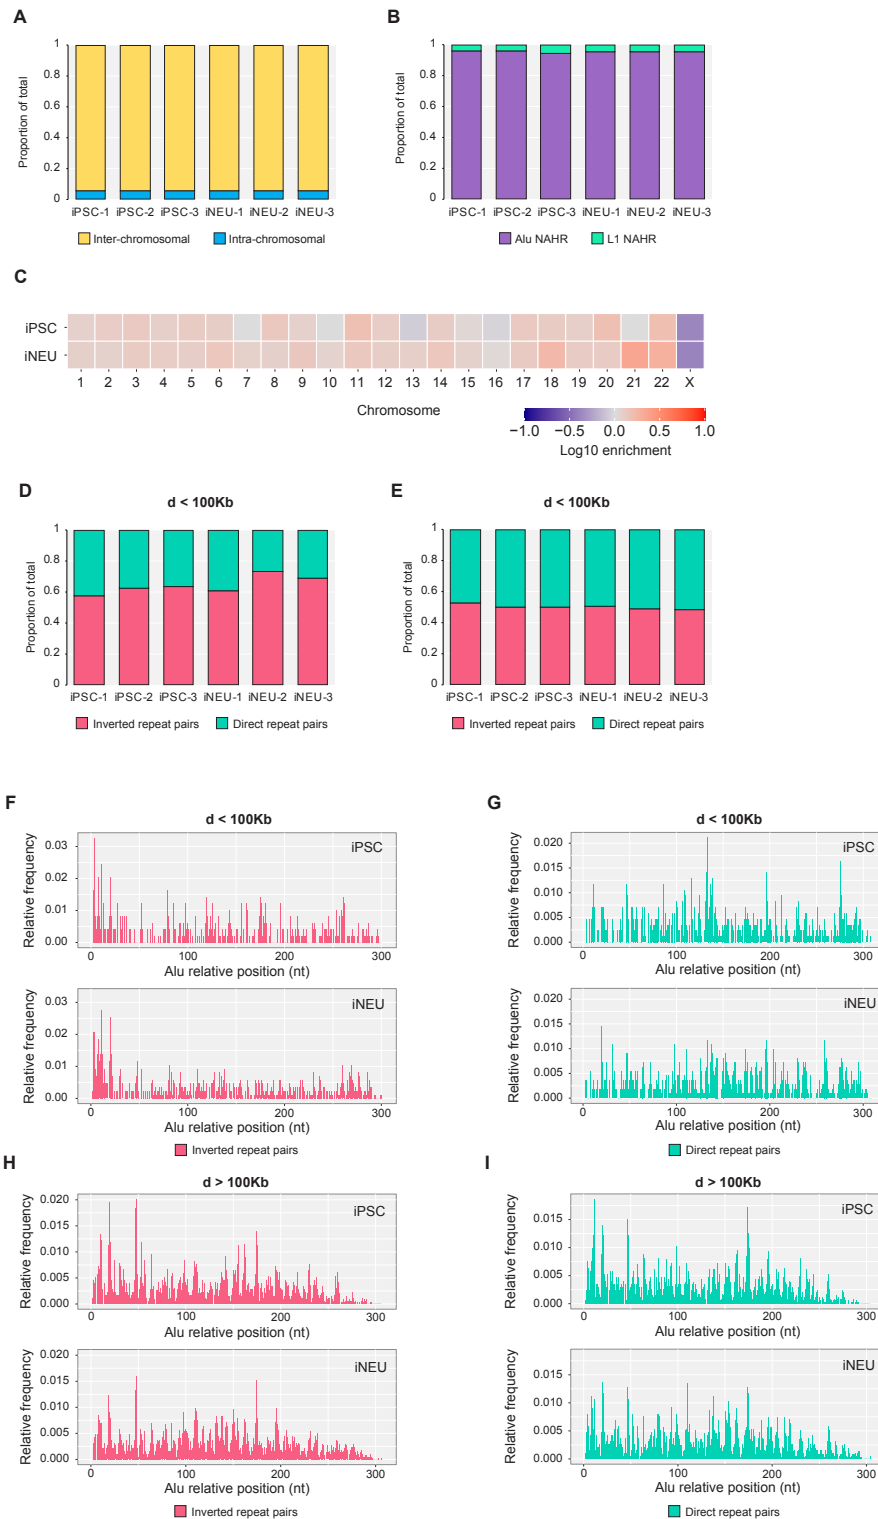 A
B
Proportion of total
1
0.8
0.6
0.4
0.2
0
iPSC-1 iPSC-2 iPSC-3 iNEU-1 iNEU-2 iNEU-3
Inter-chromosomal Intra-chromosomal
Proportion of total
1
0.8
0.6
0.4
0.2
0
iPSC-1 iPSC-2 iPSC-3 iNEU-1 iNEU-2 iNEU-3
Alu NAHR L1 NAHR
C
iPSC
iNEU
1 2 3 4 5 6 7 8 9 10 11 12 13 14 15 16 17 18 19 20 21 22 X
Chromosome
−1.0 −0.5 0.0 0.5 1.0
Log10 enrichment
D
d < 100Kb
Proportion of total
1
0.8
0.6
0.4
0.2
0
iPSC-1 iPSC-2 iPSC-3 iNEU-1 iNEU-2 iNEU-3
Inverted repeat pairs Direct repeat pairs
E
d < 100Kb
Proportion of total
1
0.8
0.6
0.4
0.2
0
iPSC-1 iPSC-2 iPSC-3 iNEU-1 iNEU-2 iNEU-3
Inverted repeat pairs Direct repeat pairs
F
d < 100Kb
Relative frequency
0.03
0.02
0.01
0.00
iPSC
0 100 200 300
Alu relative position (nt)
Relative frequency
0.03
0.02
0.01
0.00
iNEU
0 100 200 300
Alu relative position (nt)
Inverted repeat pairs
G
d < 100Kb
Relative frequency
0.020
0.015
0.010
0.005
0.000
iPSC
0 100 200 300
Alu relative position (nt)
Relative frequency
0.020
0.015
0.010
0.005
0.000
iNEU
0 100 200 300
Alu relative position (nt)
Direct repeat pairs
H
d > 100Kb
Relative frequency
0.020
0.015
0.010
0.005
0.000
iPSC
0 100 200 300
Alu relative position (nt)
Relative frequency
0.020
0.015
0.010
0.005
0.000
iNEU
0 100 200 300
Alu relative position (nt)
Inverted repeat pairs
I
d > 100Kb
Relative frequency
0.015
0.010
0.005
0.000
iPSC
0 100 200 300
Alu relative position (nt)
Relative frequency
0.015
0.010
0.005
0.000
iNEU
0 100 200 300
Alu relative position (nt)
Direct repeat pairs